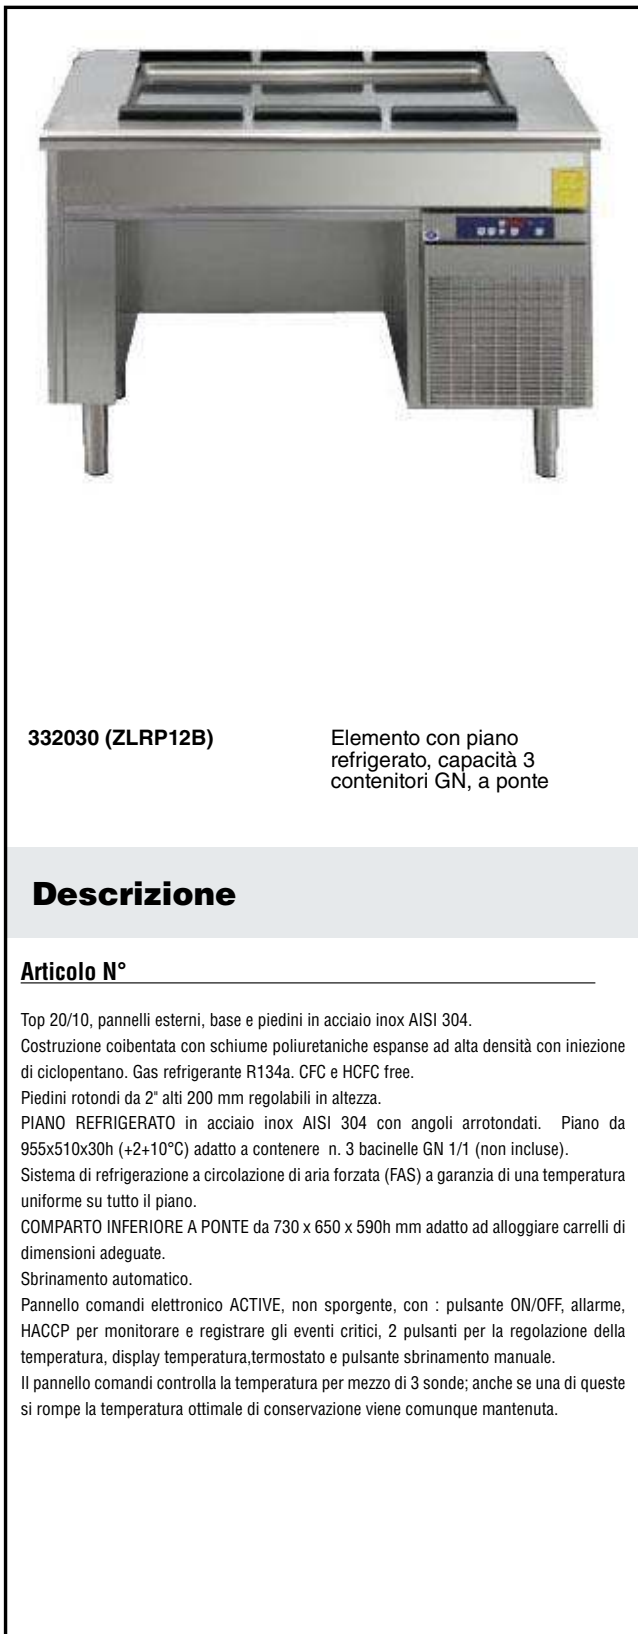 332030 (ZLRP12B)
Elemento con piano
refrigerato, capacità 3
contenitori GN, a ponte
Descrizione
Articolo N°
Top 20/10, pannelli esterni, base e piedini in acciaio inox AISI 304.
Costruzione coibentata con schiume poliuretaniche espanse ad alta densità con iniezione
di ciclopentano. Gas refrigerante R134a. CFC e HCFC free.
Piedini rotondi da 2" alti 200 mm regolabili in altezza.
PIANO REFRIGERATO in acciaio inox AISI 304 con angoli arrotondati. Piano da
955x510x30h (+2+10°C) adatto a contenere n. 3 bacinelle GN 1/1 (non incluse).
Sistema di refrigerazione a circolazione di aria forzata (FAS) a garanzia di una temperatura
uniforme su tutto il piano.
COMPARTO INFERIORE A PONTE da 730 x 650 x 590h mm adatto ad alloggiare carrelli di
dimensioni adeguate.
Sbrinamento automatico.
Pannello comandi elettronico ACTIVE, non sporgente, con : pulsante ON/OFF, allarme,
HACCP per monitorare e registrare gli eventi critici, 2 pulsanti per la regolazione della
temperatura, display temperatura,termostato e pulsante sbrinamento manuale.
Il pannello comandi controlla la temperatura per mezzo di 3 sonde; anche se una di queste
si rompe la temperatura ottimale di conservazione viene comunque mantenuta.